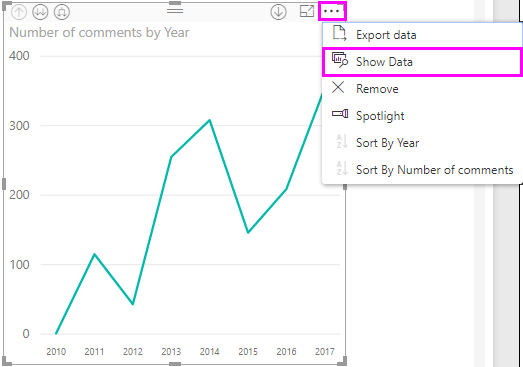 Number of comments by Year
400
300
200
100
0
2010 2011 2012 2013 2014 2015 2016 2017
Export data
Show Data
Remove
Spotlight
Sort By Year
Sort By Number of comments